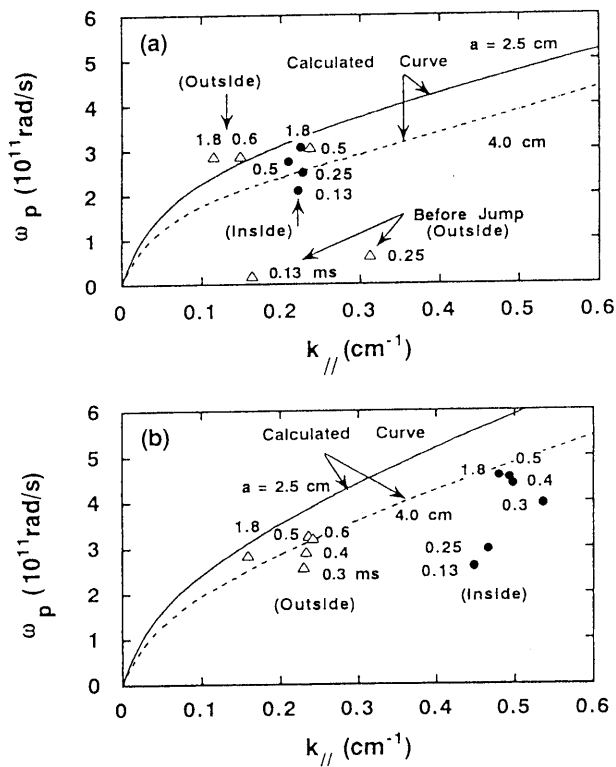 (a)
6
5
4
3
2
1
0
ωp (10¹¹rad/s)
a = 2.5 cm
Calculated Curve
(Outside)
1.8 0.6
1.8
0.5
4.0 cm
0.5
0.25
0.13
(Inside)
Before Jump
(Outside)
0.25
0.13 ms
0 0.1 0.2 0.3 0.4 0.5 0.6
k// (cm⁻¹)
(b)
6
5
4
3
2
1
0
ωp (10¹¹rad/s)
Calculated Curve
a = 2.5 cm
4.0 cm
1.8
0.5
0.6
0.4
0.3 ms
(Outside)
0.5
1.8
0.4
0.3
0.25
0.13
(Inside)
0 0.1 0.2 0.3 0.4 0.5 0.6
k// (cm⁻¹)